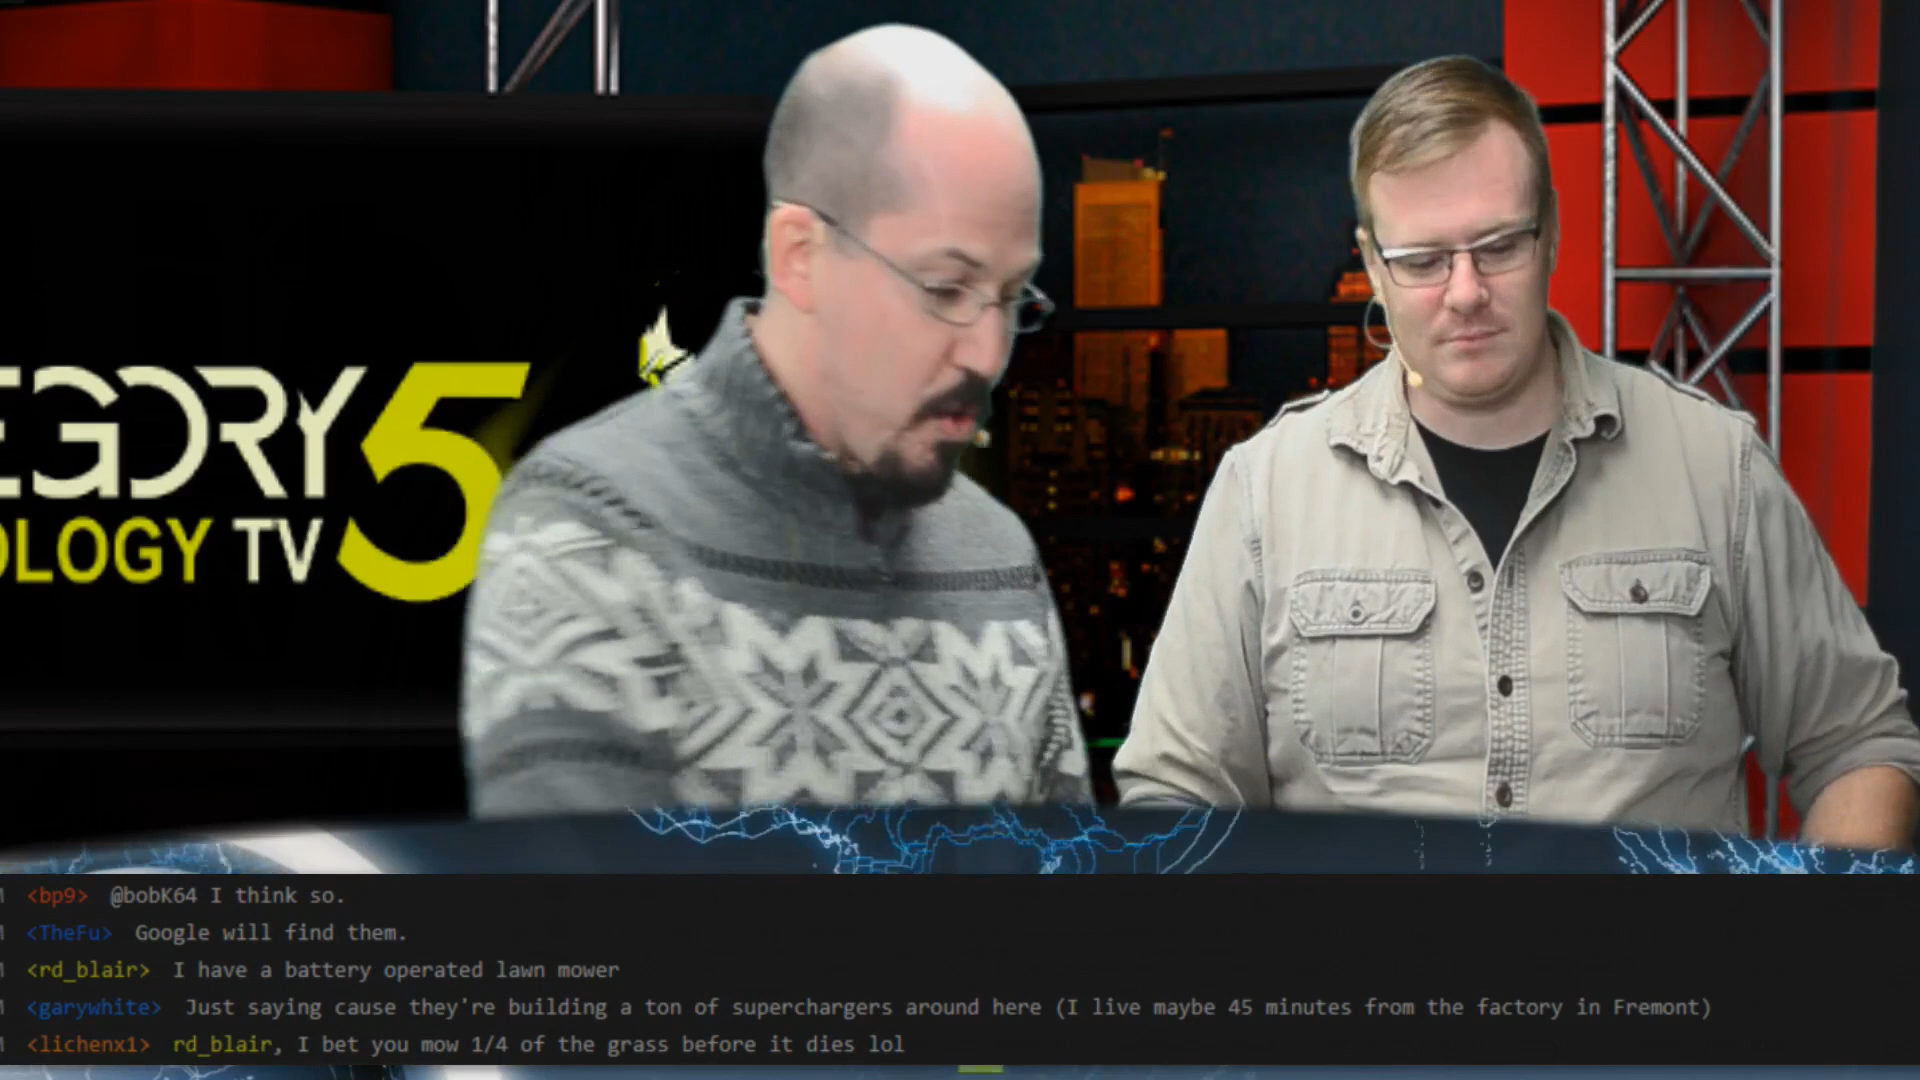 EGORY 5
OLOGY TV
<bp9> @bobK64 I think so.
<TheFu> Google will find them.
<rd_blair> I have a battery operated lawn mower
<garywhite> Just saying cause they're building a ton of superchargers around here (I live maybe 45 minutes from the factory in Fremont)
<lichenx1> rd_blair, I bet you mow 1/4 of the grass before it dies lol